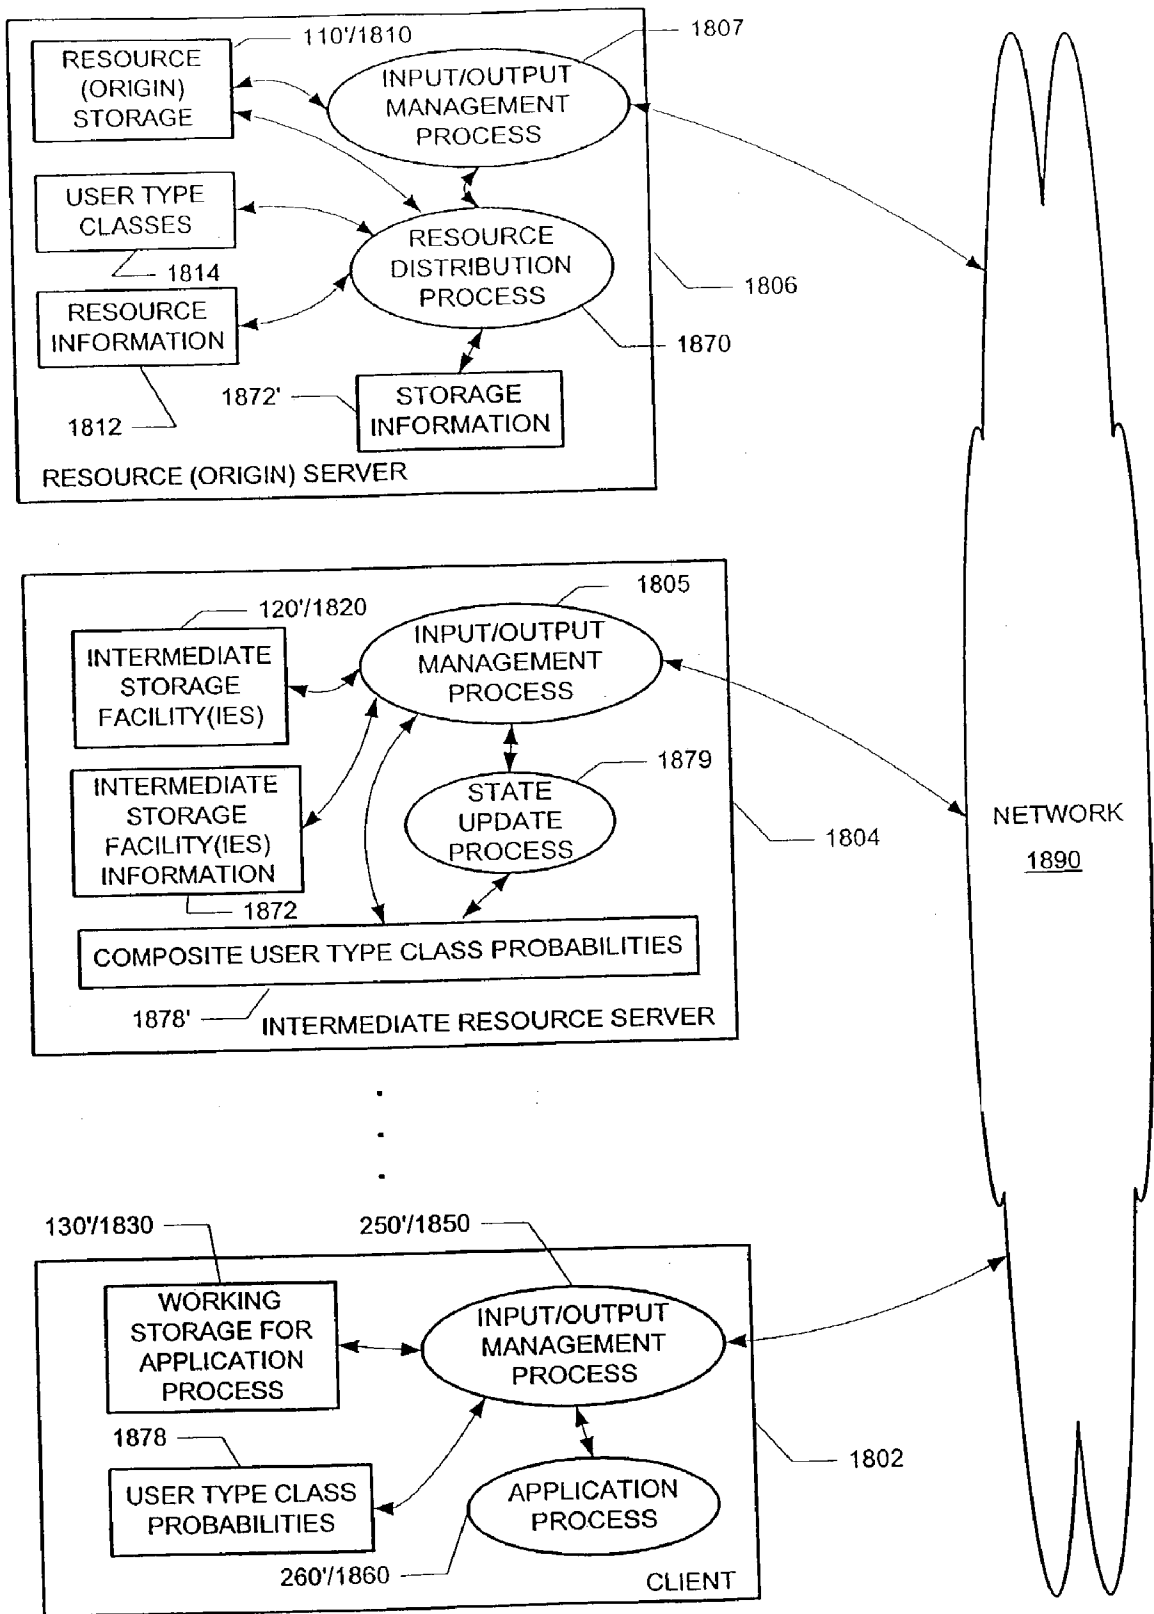 110'/1810
1807
RESOURCE
(ORIGIN)
STORAGE
INPUT/OUTPUT
MANAGEMENT
PROCESS
USER TYPE
CLASSES
1814
RESOURCE
DISTRIBUTION
PROCESS
1806
RESOURCE
INFORMATION
1870
1872'
STORAGE
INFORMATION
1812
RESOURCE (ORIGIN) SERVER
120'/1820
1805
INTERMEDIATE
STORAGE
FACILITY(IES)
INPUT/OUTPUT
MANAGEMENT
PROCESS
1879
INTERMEDIATE
STORAGE
FACILITY(IES)
INFORMATION
STATE
UPDATE
PROCESS
1804
NETWORK
1890
1872
COMPOSITE USER TYPE CLASS PROBABILITIES
1878'
INTERMEDIATE RESOURCE SERVER
130'/1830
250'/1850
WORKING
STORAGE FOR
APPLICATION
PROCESS
INPUT/OUTPUT
MANAGEMENT
PROCESS
1878
1802
USER TYPE CLASS
PROBABILITIES
APPLICATION
PROCESS
260'/1860
CLIENT